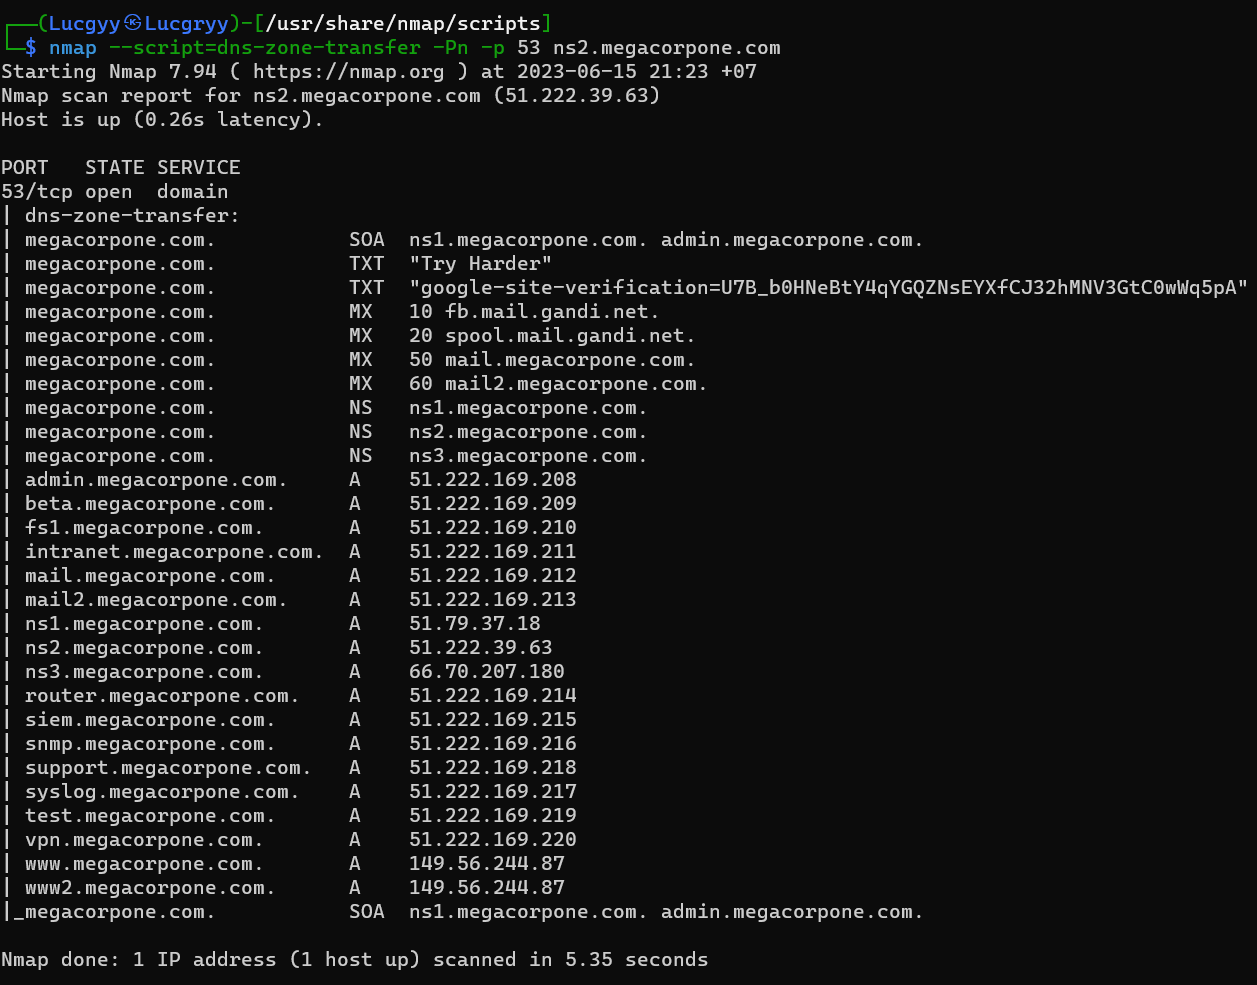 ┌──(Lucgyy㉿Lucgryy)-[/usr/share/nmap/scripts]
└─$ nmap --script=dns-zone-transfer -Pn -p 53 ns2.megacorpone.com
Starting Nmap 7.94 ( https://nmap.org ) at 2023-06-15 21:23 +07
Nmap scan report for ns2.megacorpone.com (51.222.39.63)
Host is up (0.26s latency).

PORT   STATE SERVICE
53/tcp open  domain
| dns-zone-transfer:
| megacorpone.com.           SOA  ns1.megacorpone.com. admin.megacorpone.com.
| megacorpone.com.           TXT  "Try Harder"
| megacorpone.com.           TXT  "google-site-verification=U7B_b0HNeBtY4qYGQZNsEYXfCJ32hMNV3GtC0wWq5pA"
| megacorpone.com.           MX   10 fb.mail.gandi.net.
| megacorpone.com.           MX   20 spool.mail.gandi.net.
| megacorpone.com.           MX   50 mail.megacorpone.com.
| megacorpone.com.           MX   60 mail2.megacorpone.com.
| megacorpone.com.           NS   ns1.megacorpone.com.
| megacorpone.com.           NS   ns2.megacorpone.com.
| megacorpone.com.           NS   ns3.megacorpone.com.
| admin.megacorpone.com.     A    51.222.169.208
| beta.megacorpone.com.      A    51.222.169.209
| fs1.megacorpone.com.       A    51.222.169.210
| intranet.megacorpone.com.  A    51.222.169.211
| mail.megacorpone.com.      A    51.222.169.212
| mail2.megacorpone.com.     A    51.222.169.213
| ns1.megacorpone.com.       A    51.79.37.18
| ns2.megacorpone.com.       A    51.222.39.63
| ns3.megacorpone.com.       A    66.70.207.180
| router.megacorpone.com.    A    51.222.169.214
| siem.megacorpone.com.      A    51.222.169.215
| snmp.megacorpone.com.      A    51.222.169.216
| support.megacorpone.com.   A    51.222.169.218
| syslog.megacorpone.com.    A    51.222.169.217
| test.megacorpone.com.      A    51.222.169.219
| vpn.megacorpone.com.       A    51.222.169.220
| www.megacorpone.com.       A    149.56.244.87
| www2.megacorpone.com.      A    149.56.244.87
|_megacorpone.com.           SOA  ns1.megacorpone.com. admin.megacorpone.com.

Nmap done: 1 IP address (1 host up) scanned in 5.35 seconds